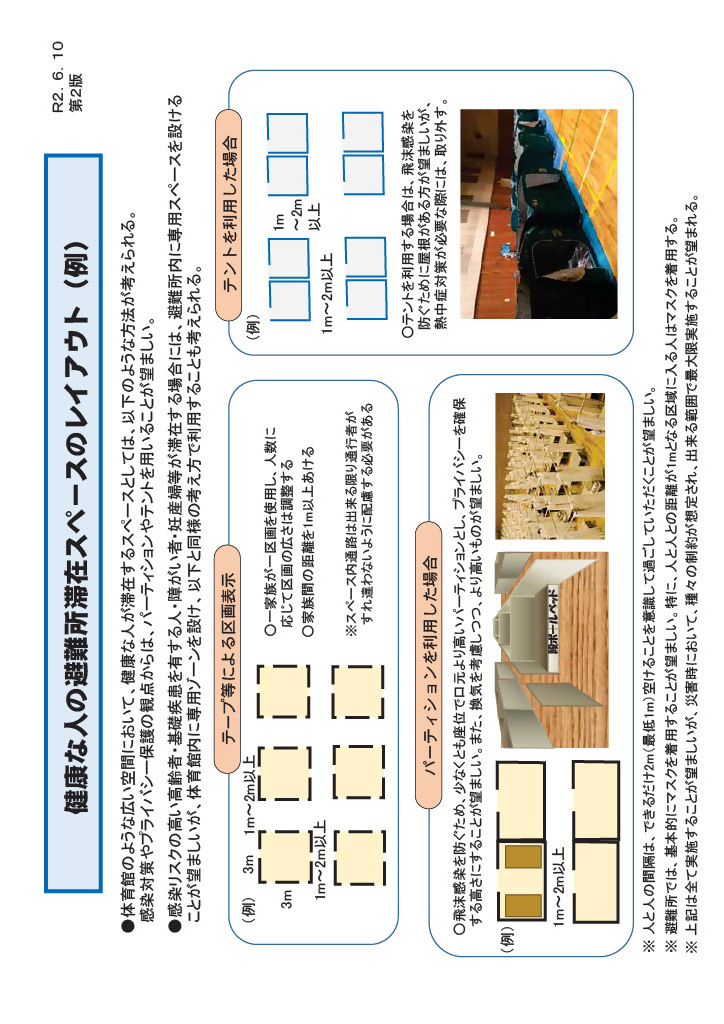 R2．6．10
第2版
健康な人の避難所滞在スペースのレイアウト（例）
●体育館のような広い空間において、健康な人が滞在するスペースとしては、以下のような方法が考えられる。
感染対策やプライバシー保護の観点からは、パーティションやテントを用いることが望ましい。
●感染リスクの高い高齢者・基礎疾患を有する人・障がい者・妊産婦等が滞在する場合には、避難所内に専用スペースを設ける
ことが望ましいが、体育館内に専用ゾーンを設け、以下と同様の考え方で利用することも考えられる。
テープ等による区画表示
（例）
3m
1m～2m以上
3m
1m～2m以上
○一家族が一区画を使用し、人数に
応じて区画の広さは調整する
○家族間の距離を1m以上あける
※スペース内通路は出来る限り通行者が
すれ違わないように配慮する必要がある
テントを利用した場合
（例）
1m
～2m
以上
1m～2m以上
○テントを利用する場合は、飛沫感染を
防ぐために屋根がある方が望ましいが、
熱中症対策が必要な際には、取り外す。
パーティションを利用した場合
○飛沫感染を防ぐため、少なくとも座位で口元より高いパーティションとし、プライバシーを確保
する高さにすることが望ましい。また、換気を考慮しつつ、より高いものが望ましい。
（例）
1m～2m以上
段ボールベッド
※ 人と人の間隔は、できるだけ2m（最低1m）空けることを意識して過ごしていただくことが望ましい。
※ 避難所では、基本的にマスクを着用することが望ましい。特に、人と人との距離が1mとなる区域に入る人はマスクを着用する。
※ 上記は全て実施することが望ましいが、災害時において、種々の制約が想定され、出来る範囲で最大限実施することが望まれる。